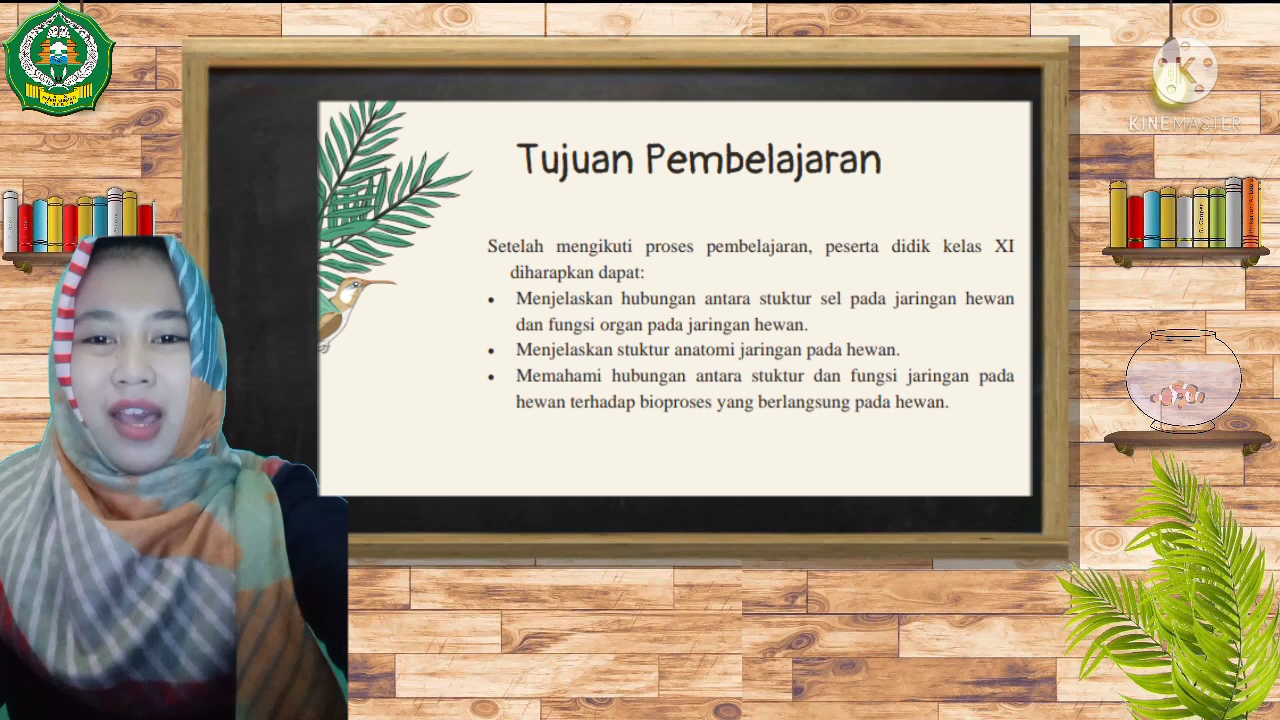 KINEMASTER
Tujuan Pembelajaran
Setelah mengikuti proses pembelajaran, peserta didik kelas XI
diharapkan dapat:
• Menjelaskan hubungan antara stuktur sel pada jaringan hewan
dan fungsi organ pada jaringan hewan.
• Menjelaskan stuktur anatomi jaringan pada hewan.
• Memahami hubungan antara stuktur dan fungsi jaringan pada
hewan terhadap bioproses yang berlangsung pada hewan.